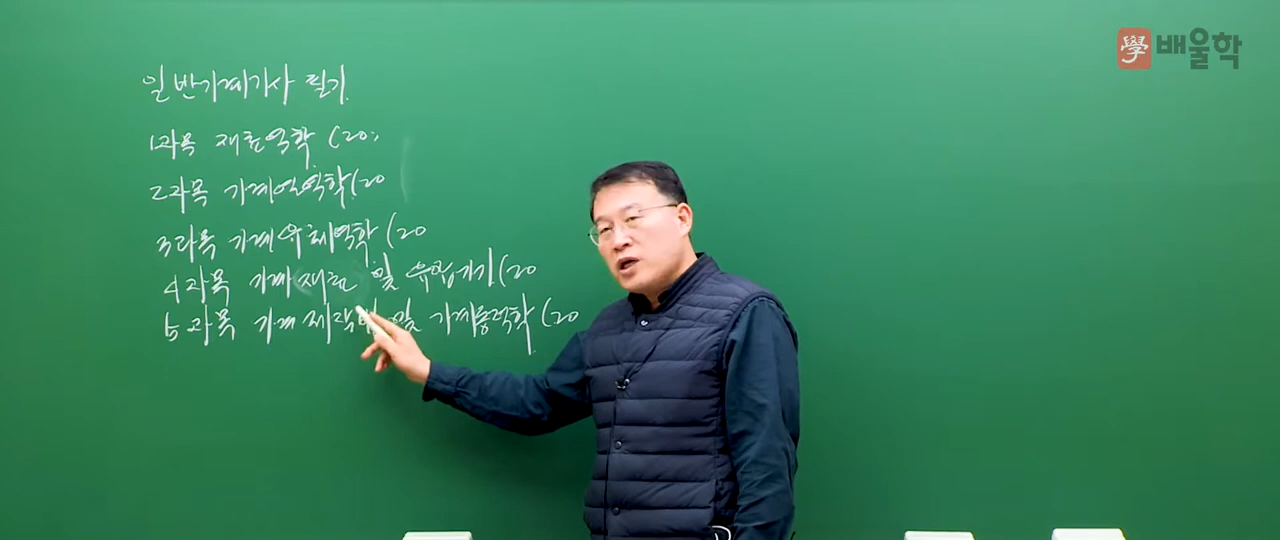 學 배울학
일반기계기사 필기.
1과목 재료역학 (20:
2과목 기계열역학 (20
3과목 기계유체역학 (20
4과목 기계재료 및 유압기기 (20
5과목 기계제작법 및 기계동력학 (20